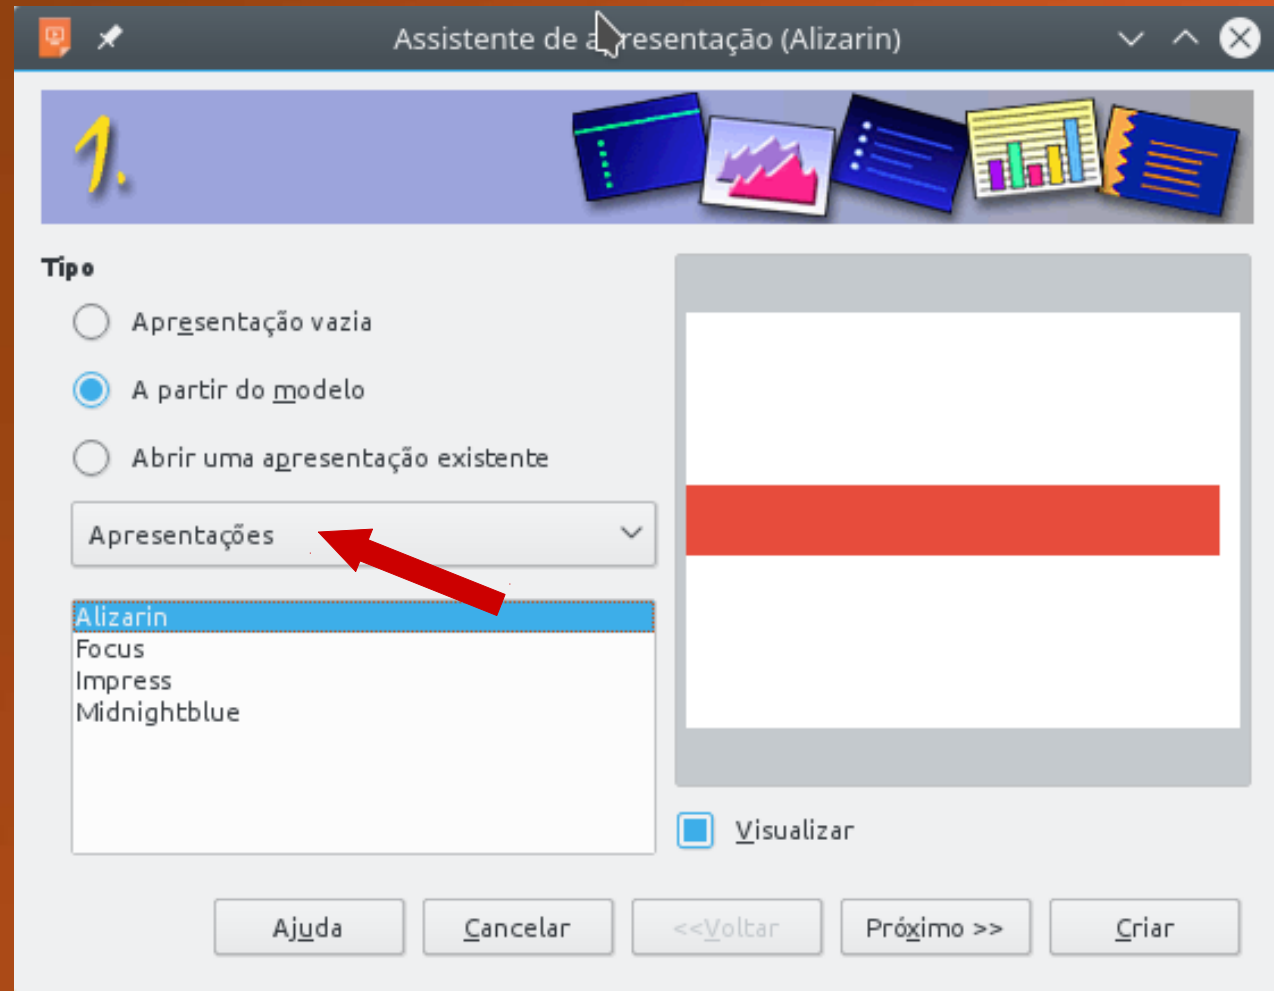 Assistente de apresentação (Alizarin)
1.
Tipo
Apresentação vazia
A partir do modelo
Abrir uma apresentação existente
Apresentações
Alizarin
Focus
Impress
Midnightblue
Visualizar
Ajuda
Cancelar
<<Voltar
Próximo >>
Criar